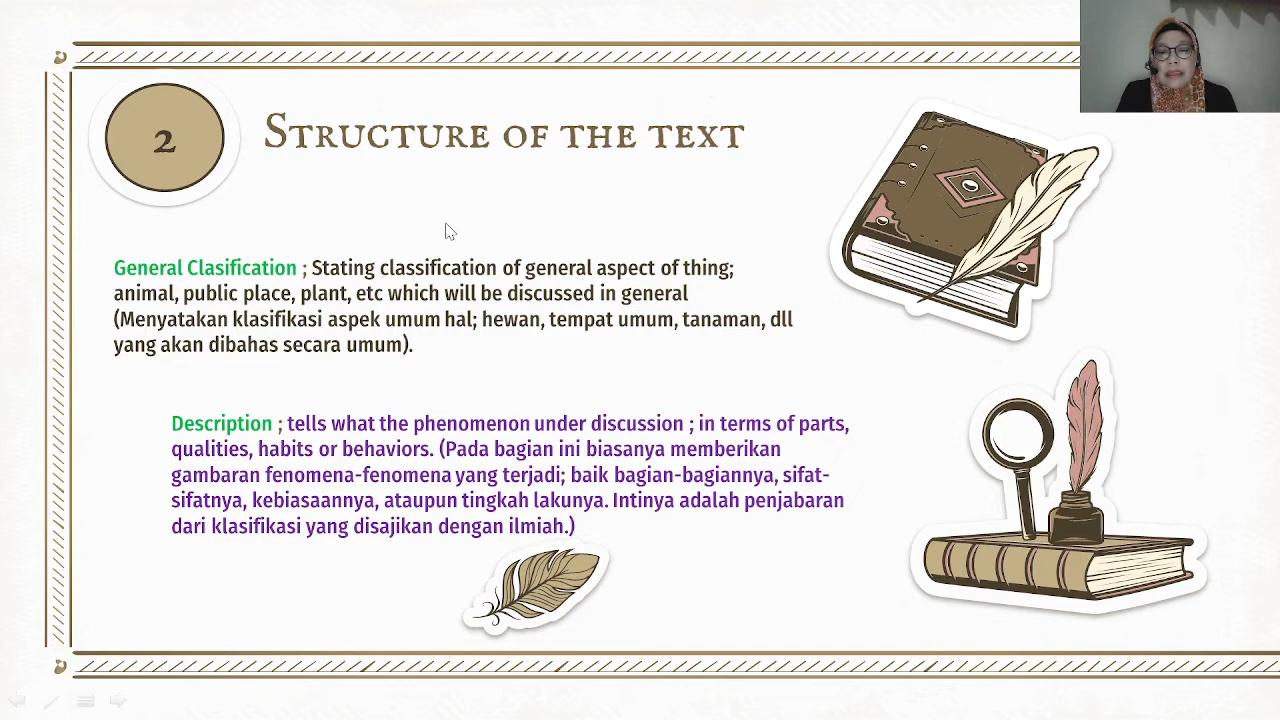 2
Structure of the text
General Clasification ; Stating classification of general aspect of thing;
animal, public place, plant, etc which will be discussed in general
(Menyatakan klasifikasi aspek umum hal; hewan, tempat umum, tanaman, dll
yang akan dibahas secara umum).
Description ; tells what the phenomenon under discussion ; in terms of parts,
qualities, habits or behaviors. (Pada bagian ini biasanya memberikan
gambaran fenomena-fenomena yang terjadi; baik bagian-bagiannya, sifat-
sifatnya, kebiasaannya, ataupun tingkah lakunya. Intinya adalah penjabaran
dari klasifikasi yang disajikan dengan ilmiah.)